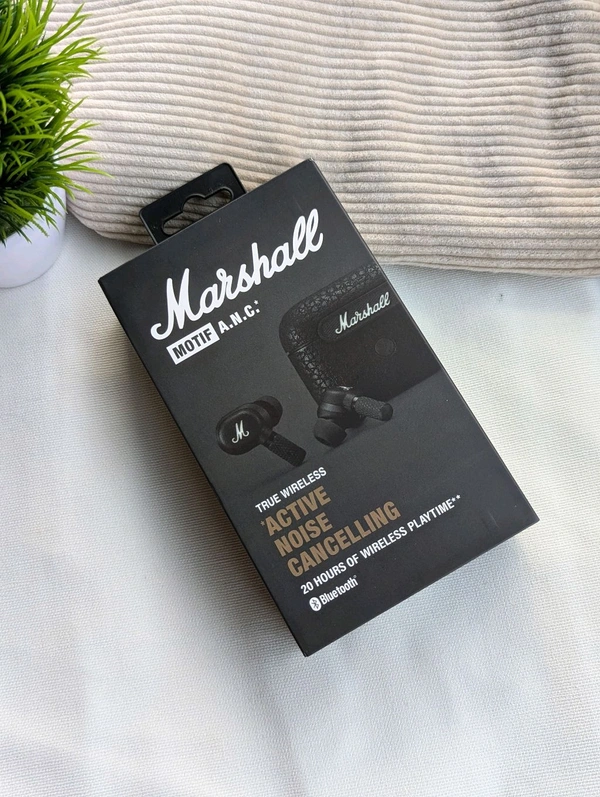 Marshall
MOTIF A.N.C.*
Marshall
M
TRUE WIRELESS
*ACTIVE
NOISE
CANCELLING
20 HOURS OF WIRELESS PLAYTIME**
Bluetooth®